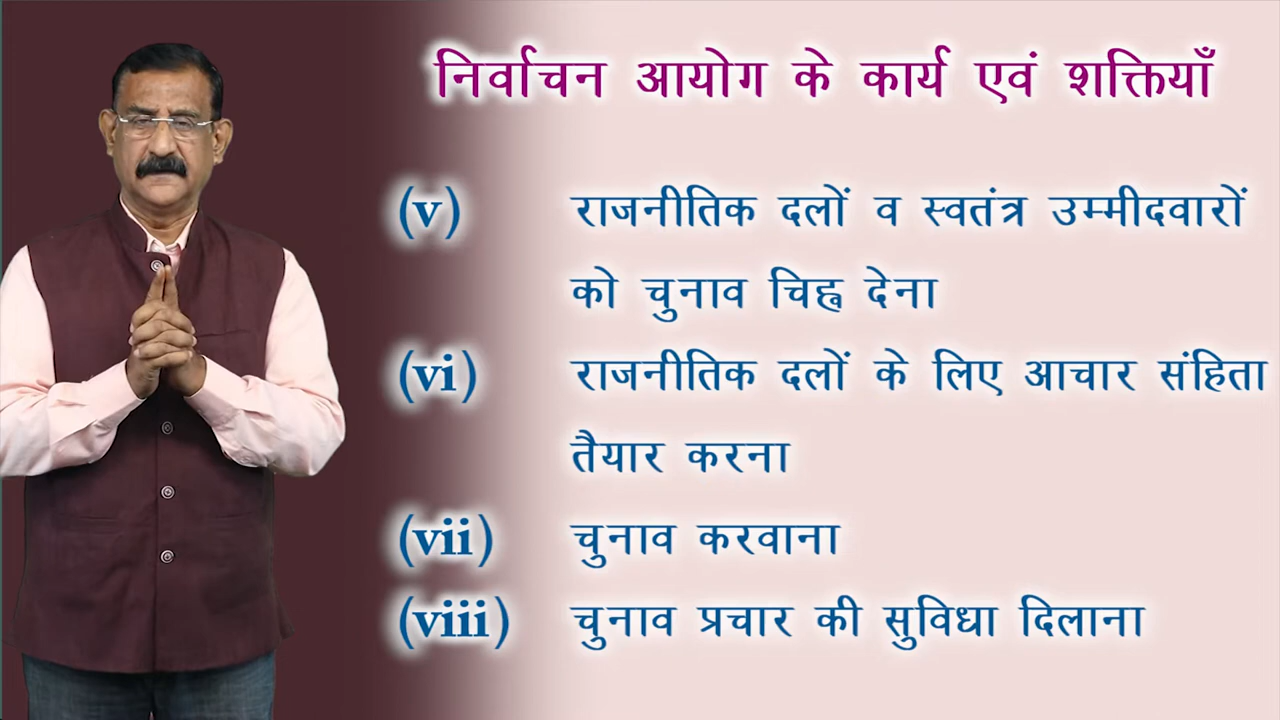 निर्वाचन आयोग के कार्य एवं शक्तियाँ
(v) राजनीतिक दलों व स्वतंत्र उम्मीदवारों
को चुनाव चिह्न देना
(vi) राजनीतिक दलों के लिए आचार संहिता
तैयार करना
(vii) चुनाव करवाना
(viii) चुनाव प्रचार की सुविधा दिलाना